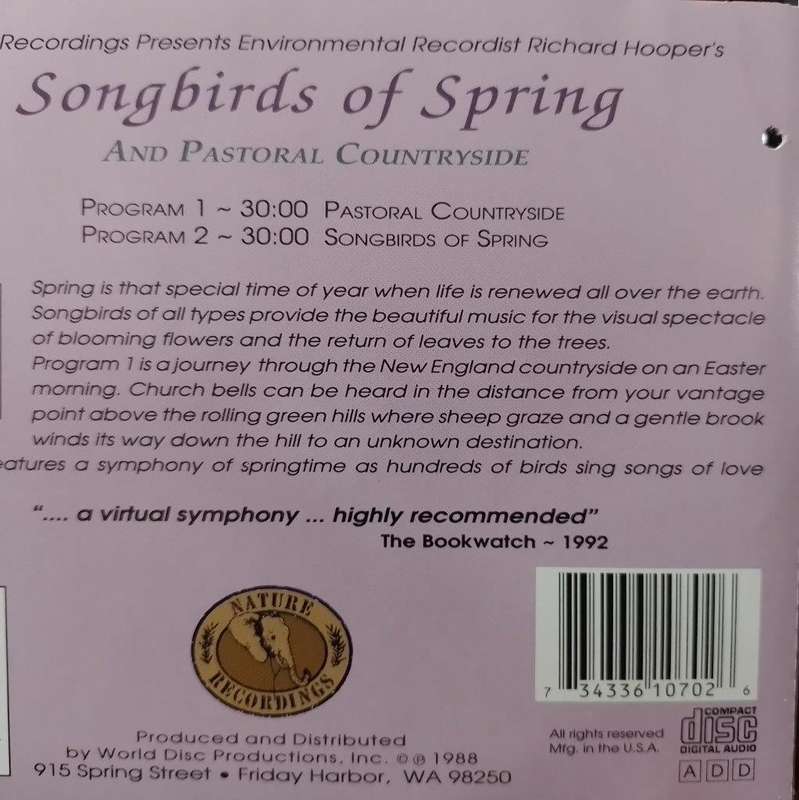 Recordings Presents Environmental Recordist Richard Hooper's
Songbirds of Spring
AND PASTORAL COUNTRYSIDE
PROGRAM 1 ~ 30:00 PASTORAL COUNTRYSIDE
PROGRAM 2 ~ 30:00 SONGBIRDS OF SPRING
Spring is that special time of year when life is renewed all over the earth.
Songbirds of all types provide the beautiful music for the visual spectacle
of blooming flowers and the return of leaves to the trees.
Program 1 is a journey through the New England countryside on an Easter
morning. Church bells can be heard in the distance from your vantage
point above the rolling green hills where sheep graze and a gentle brook
winds its way down the hill to an unknown destination.
eatures a symphony of springtime as hundreds of birds sing songs of love
".... a virtual symphony ... highly recommended"
The Bookwatch ~ 1992
NATURE
RECORDINGS
7 34336 10702 6
Produced and Distributed
by World Disc Productions, Inc. © ℗ 1988
915 Spring Street • Friday Harbor, WA 98250
All rights reserved
Mfg. in the U.S.A.
COMPACT
disc
DIGITAL AUDIO
A D D